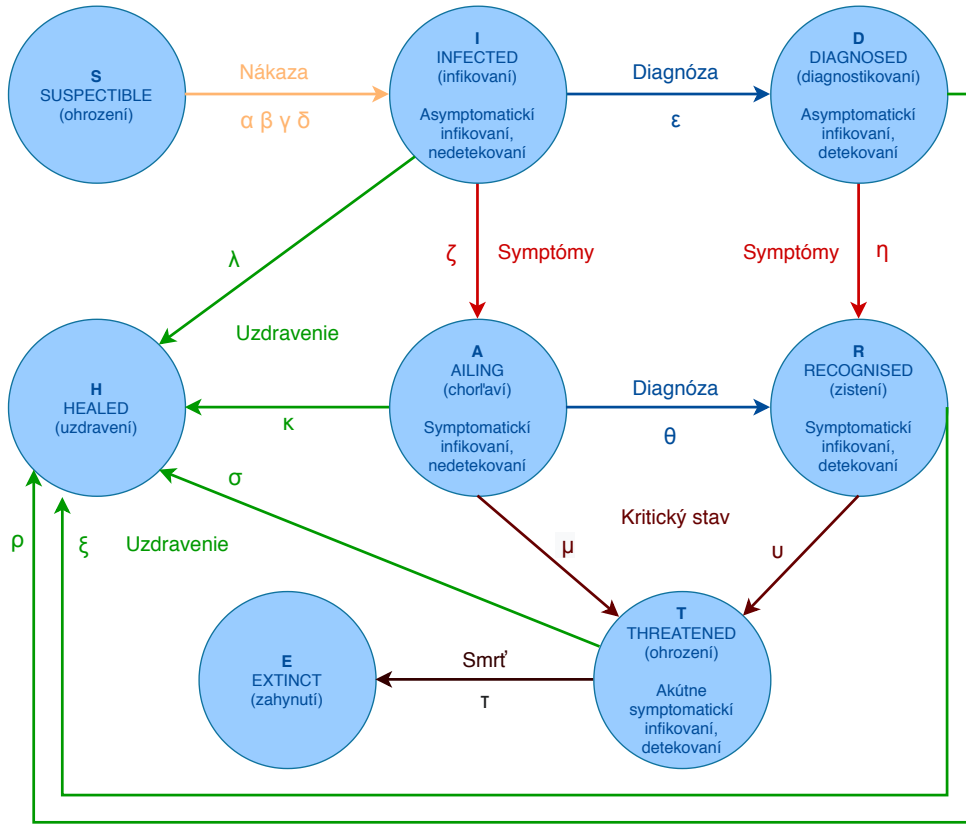 S
SUSPECTIBLE
(ohrození)
Nákaza
α β γ δ
I
INFECTED
(infikovaní)
Asymptomatickí
infikovaní,
nedetekovaní
Diagnóza
ε
D
DIAGNOSED
(diagnostikovaní)
Asymptomatickí
infikovaní,
detekovaní
λ
ζ
Symptómy
Symptómy
η
Uzdravenie
H
HEALED
(uzdravení)
κ
A
AILING
(chorľaví)
Symptomatickí
infikovaní,
nedetekovaní
Diagnóza
θ
R
RECOGNISED
(zistení)
Symptomatickí
infikovaní,
detekovaní
σ
ρ
ξ
Uzdravenie
Kritický stav
μ
υ
E
EXTINCT
(zahynutí)
Smrť
τ
T
THREATENED
(ohrození)
Akútne
symptomatickí
infikovaní,
detekovaní